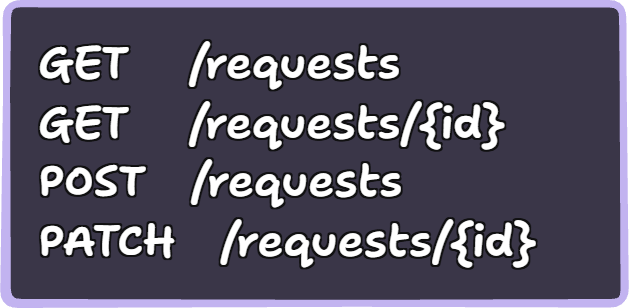 GET /requests
GET /requests/{id}
POST /requests
PATCH /requests/{id}